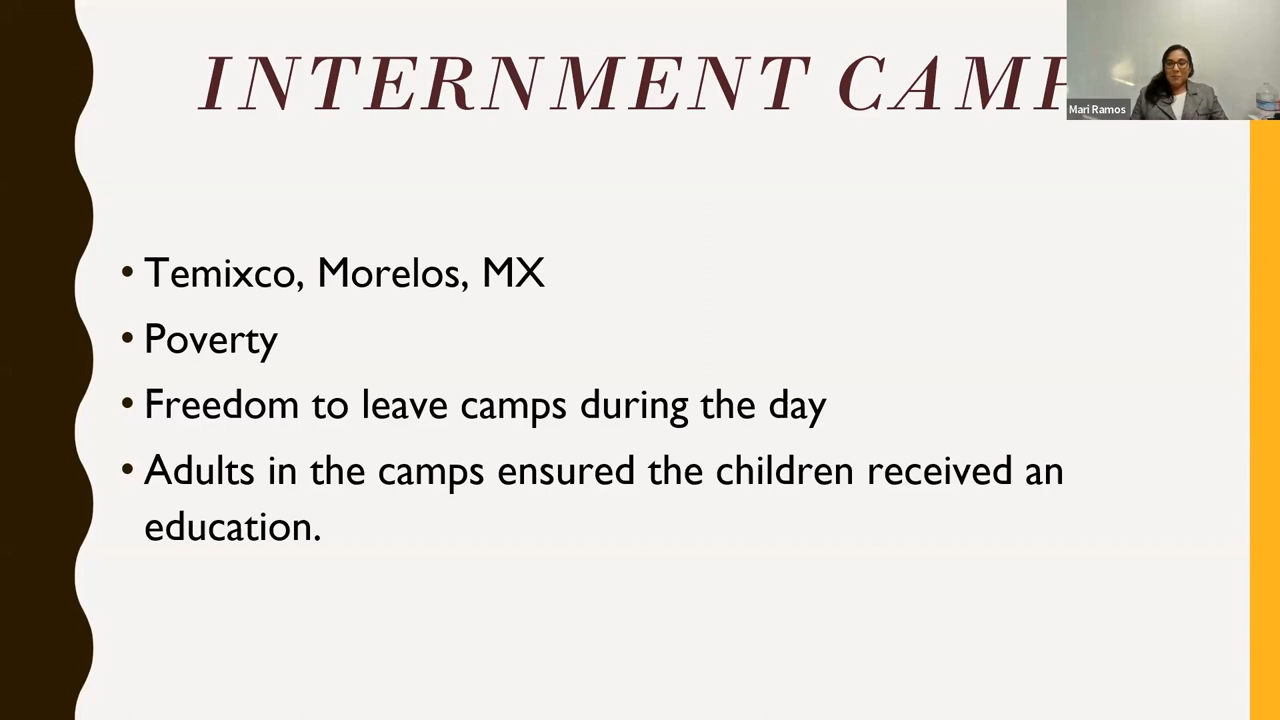 INTERNMENT CAMP
Mari Ramos
• Temixco, Morelos, MX
• Poverty
• Freedom to leave camps during the day
• Adults in the camps ensured the children received an
education.